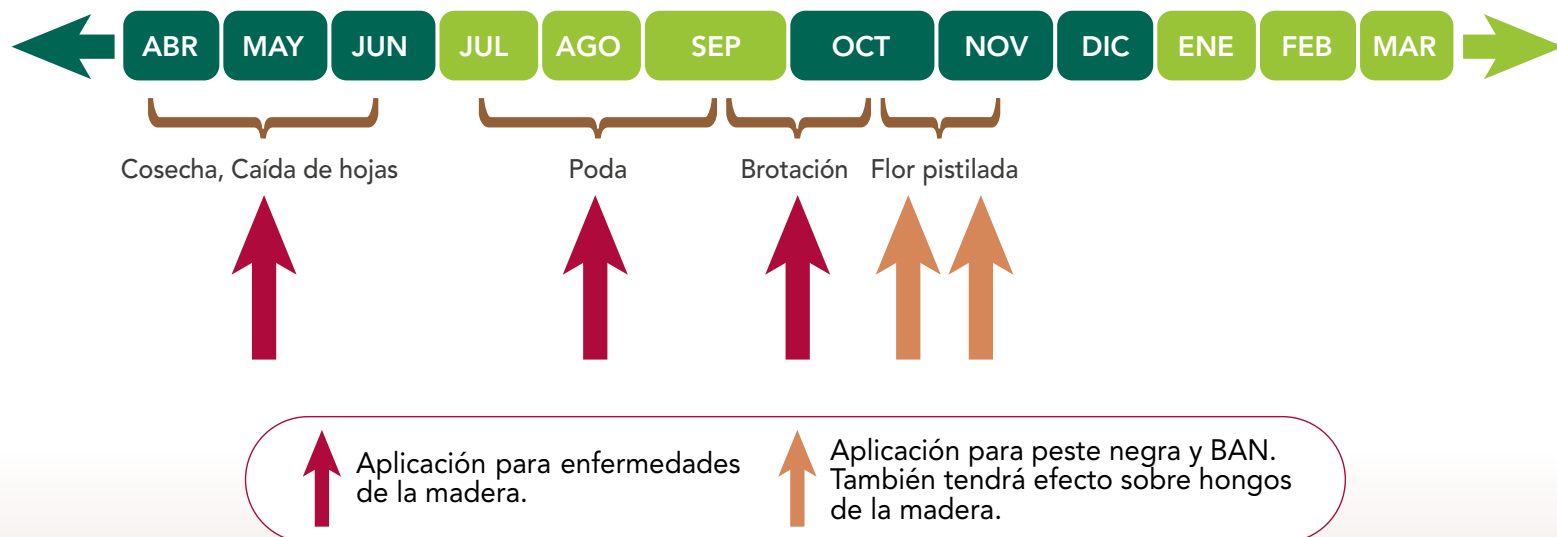 ABR MAY JUN JUL AGO SEP OCT NOV DIC ENE FEB MAR
Cosecha, Caída de hojas Poda Brotación Flor pistilada
Aplicación para enfermedades
de la madera.
Aplicación para peste negra y BAN.
También tendrá efecto sobre hongos
de la madera.